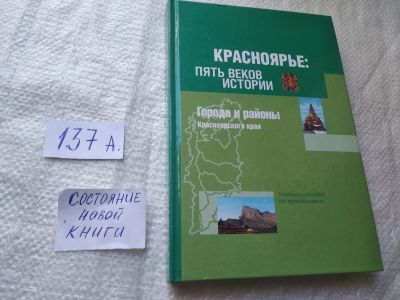 КРАСНОЯРЬЕ:
ПЯТЬ ВЕКОВ
ИСТОРИИ
Города и районы
Красноярского края
Учебное пособие
по краеведению
137 А.
СОСТОЯНИЕ
НОВОЙ
КНИГИ